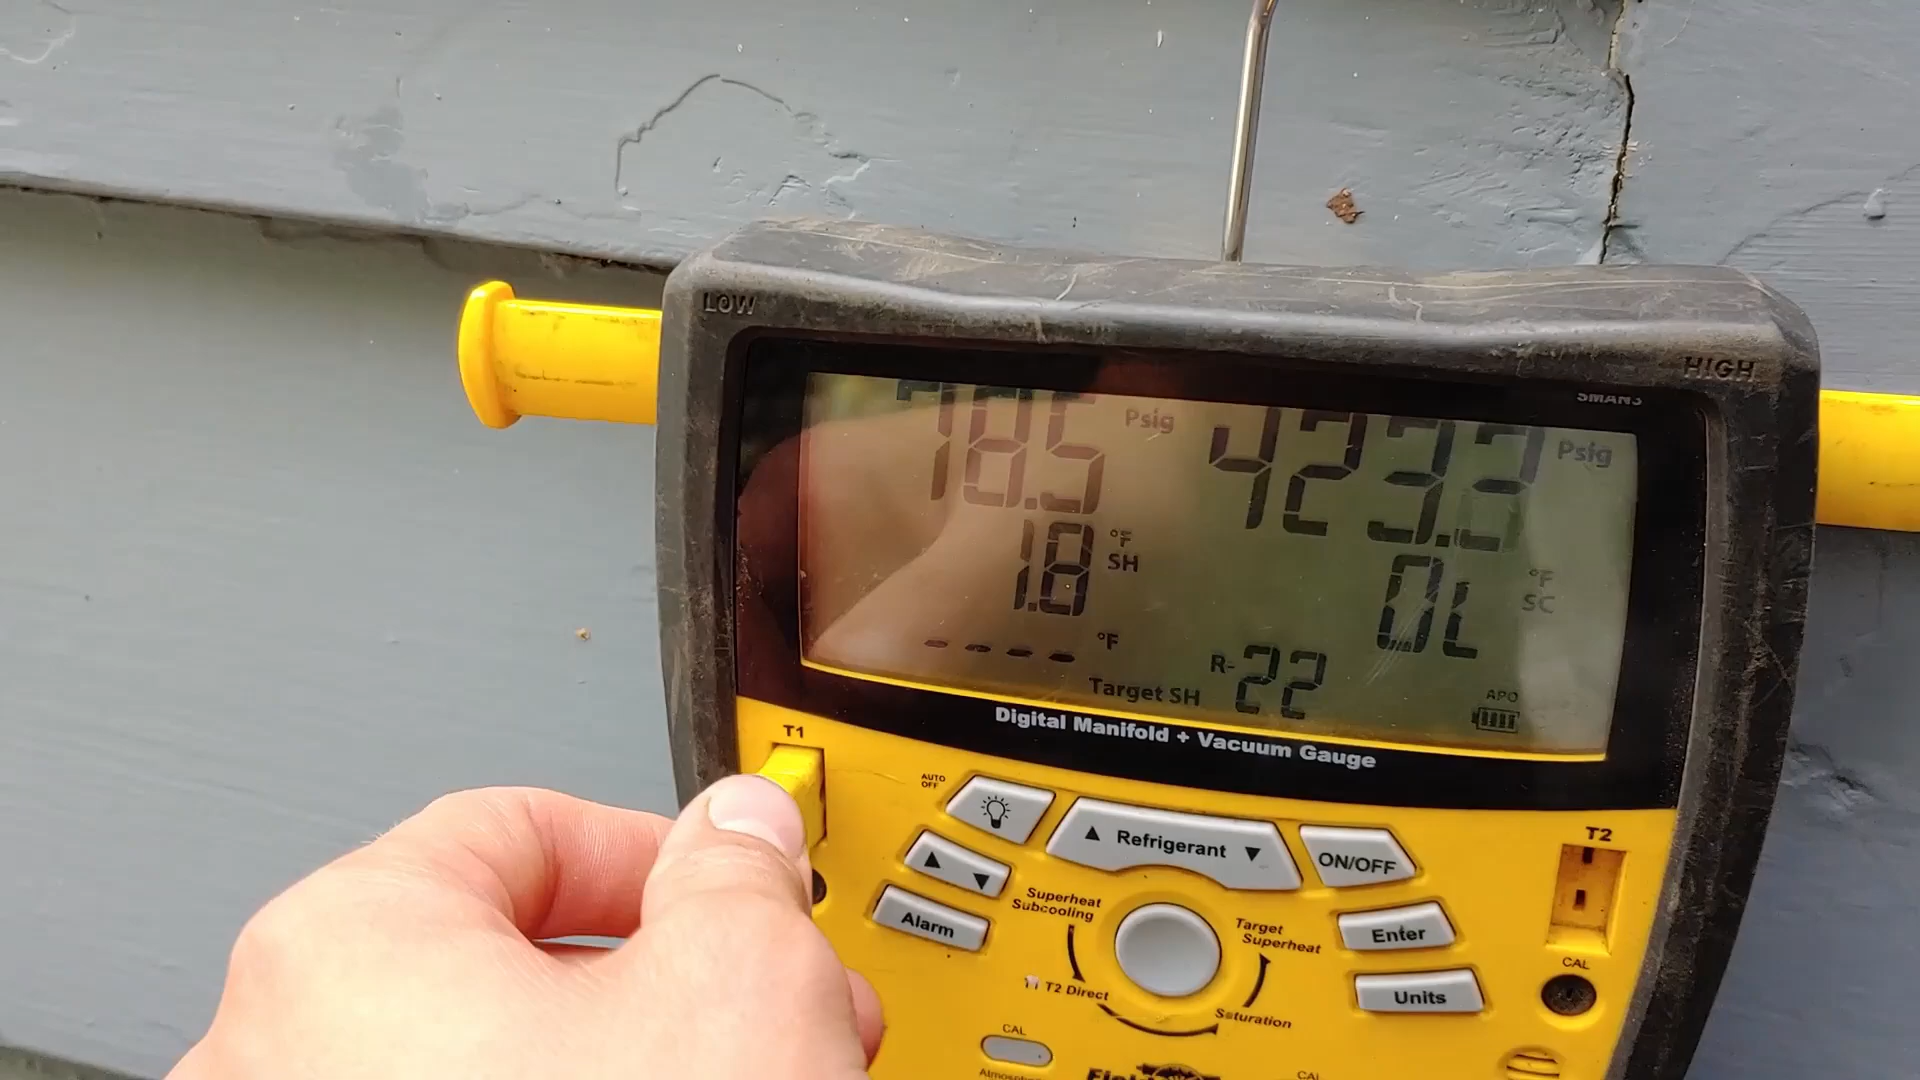 LOW
HIGH
SMAN3
78.5 Psig
Psig
1.8 °F SH
0L °F SC
---- °F
R-22
Target SH
APO
Digital Manifold + Vacuum Gauge
T1
T2
AUTO OFF
▲ Refrigerant ▼
ON/OFF
▲ ▼
Alarm
Superheat
Subcooling
Target
Superheat
Enter
T2 Direct
Saturation
Units
CAL
CAL
CAL